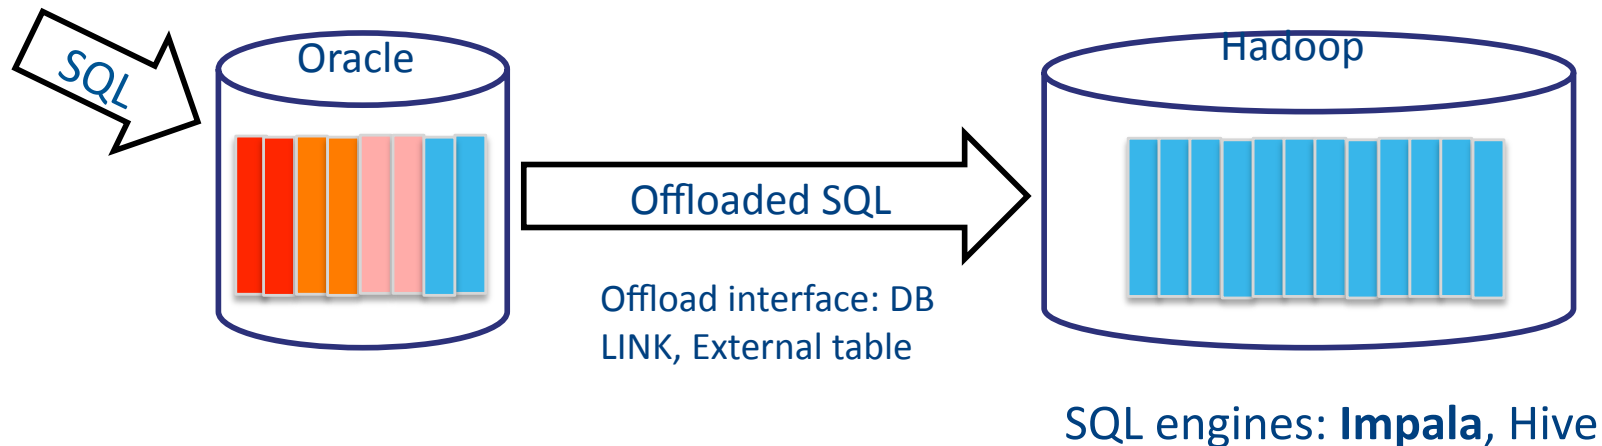 SQL
Oracle
Hadoop
Offloaded SQL
Offload interface: DB
LINK, External table
SQL engines: Impala, Hive